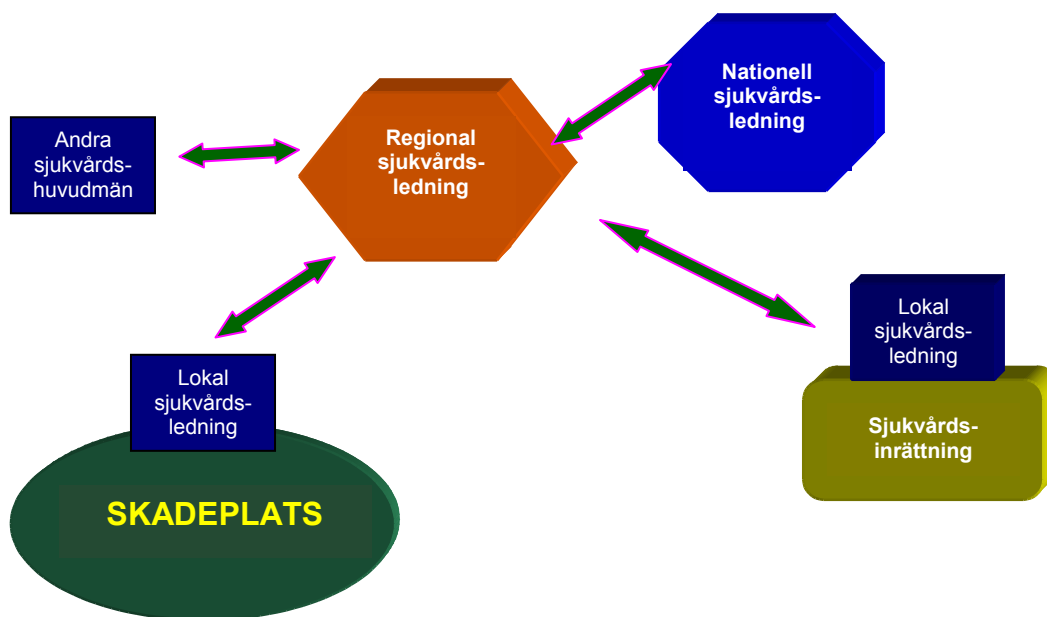 Nationell
sjukvårds-
ledning
Regional
sjukvårds-
ledning
Andra
sjukvårds-
huvudmän
Lokal
sjukvårds-
ledning
Lokal
sjukvårds-
ledning
Sjukvårds-
inrättning
SKADEPLATS